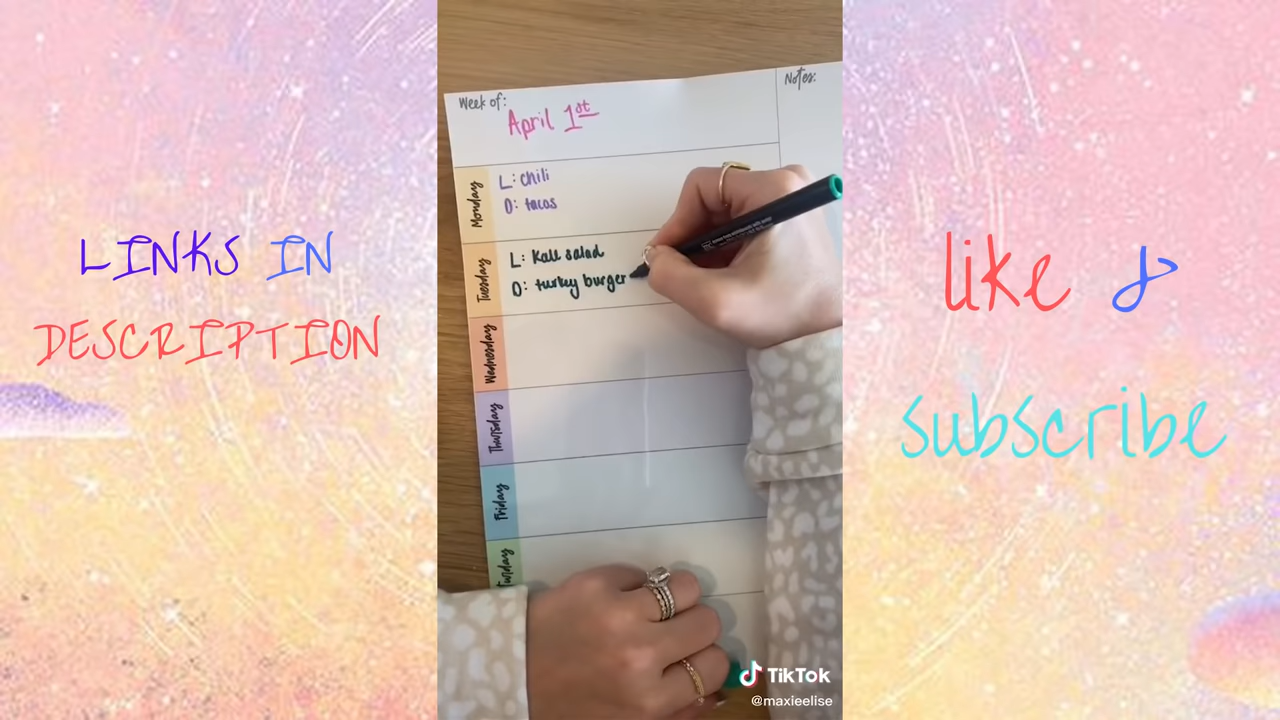 LINKS IN
DESCRIPTION
Week of:
April 1st
Notes:
Monday
L: chili
D: tacos
Tuesday
L: Kale salad
D: turkey burger
Wednesday
Thursday
Friday
turday
TikTok
@maxieelise
like &
subscribe